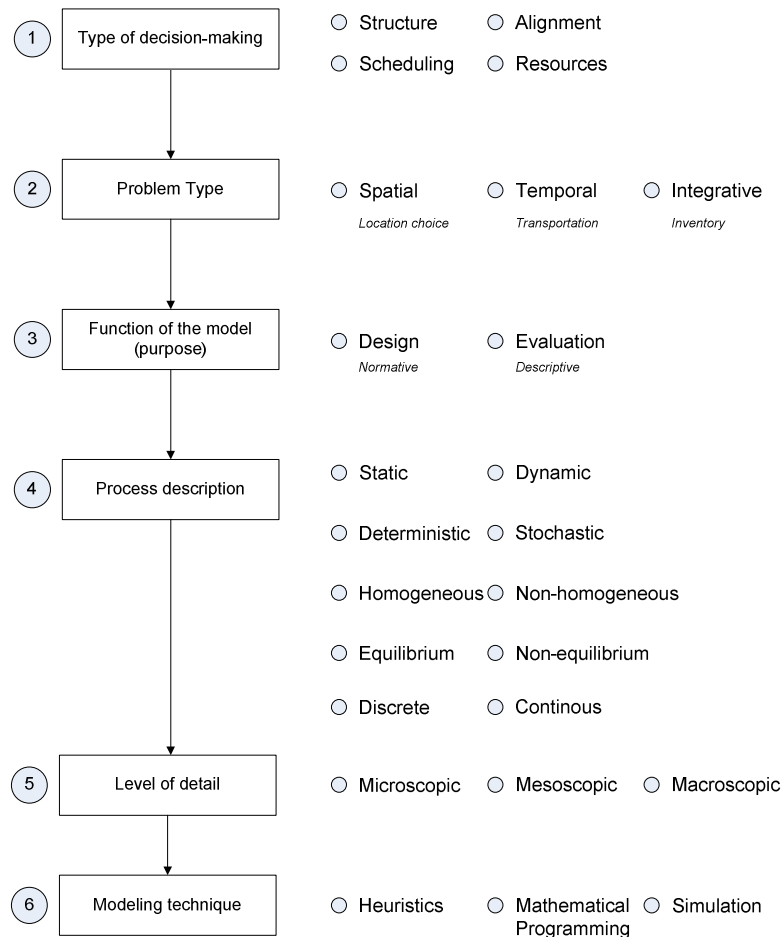 1
Type of decision-making
Structure
Alignment
Scheduling
Resources
2
Problem Type
Spatial
Temporal
Integrative
Location choice
Transportation
Inventory
3
Function of the model
(purpose)
Design
Evaluation
Normative
Descriptive
4
Process description
Static
Dynamic
Deterministic
Stochastic
Homogeneous
Non-homogeneous
Equilibrium
Non-equilibrium
Discrete
Continous
5
Level of detail
Microscopic
Mesoscopic
Macroscopic
6
Modeling technique
Heuristics
Mathematical
Programming
Simulation